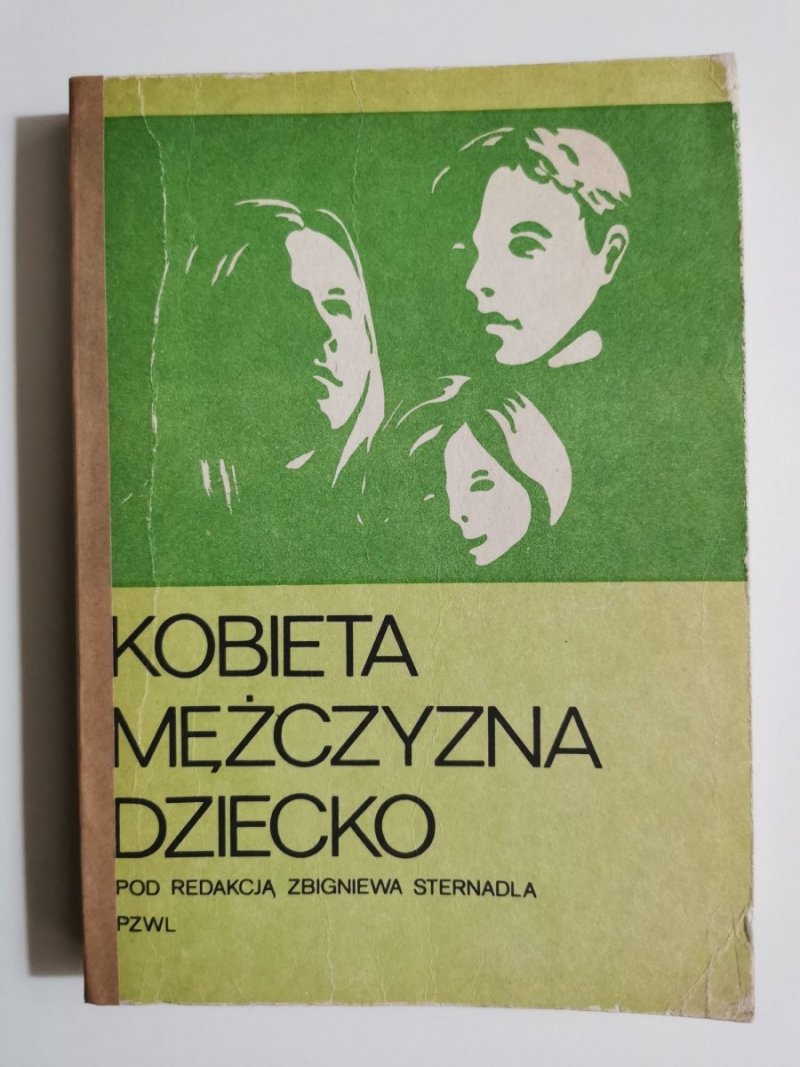 KOBIETA
MĘŻCZYZNA
DZIECKO
POD REDAKCJĄ ZBIGNIEWA STERNADLA
PZWL